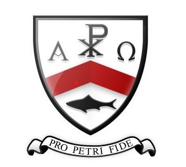 Α Ω
PRO PETRI FIDE